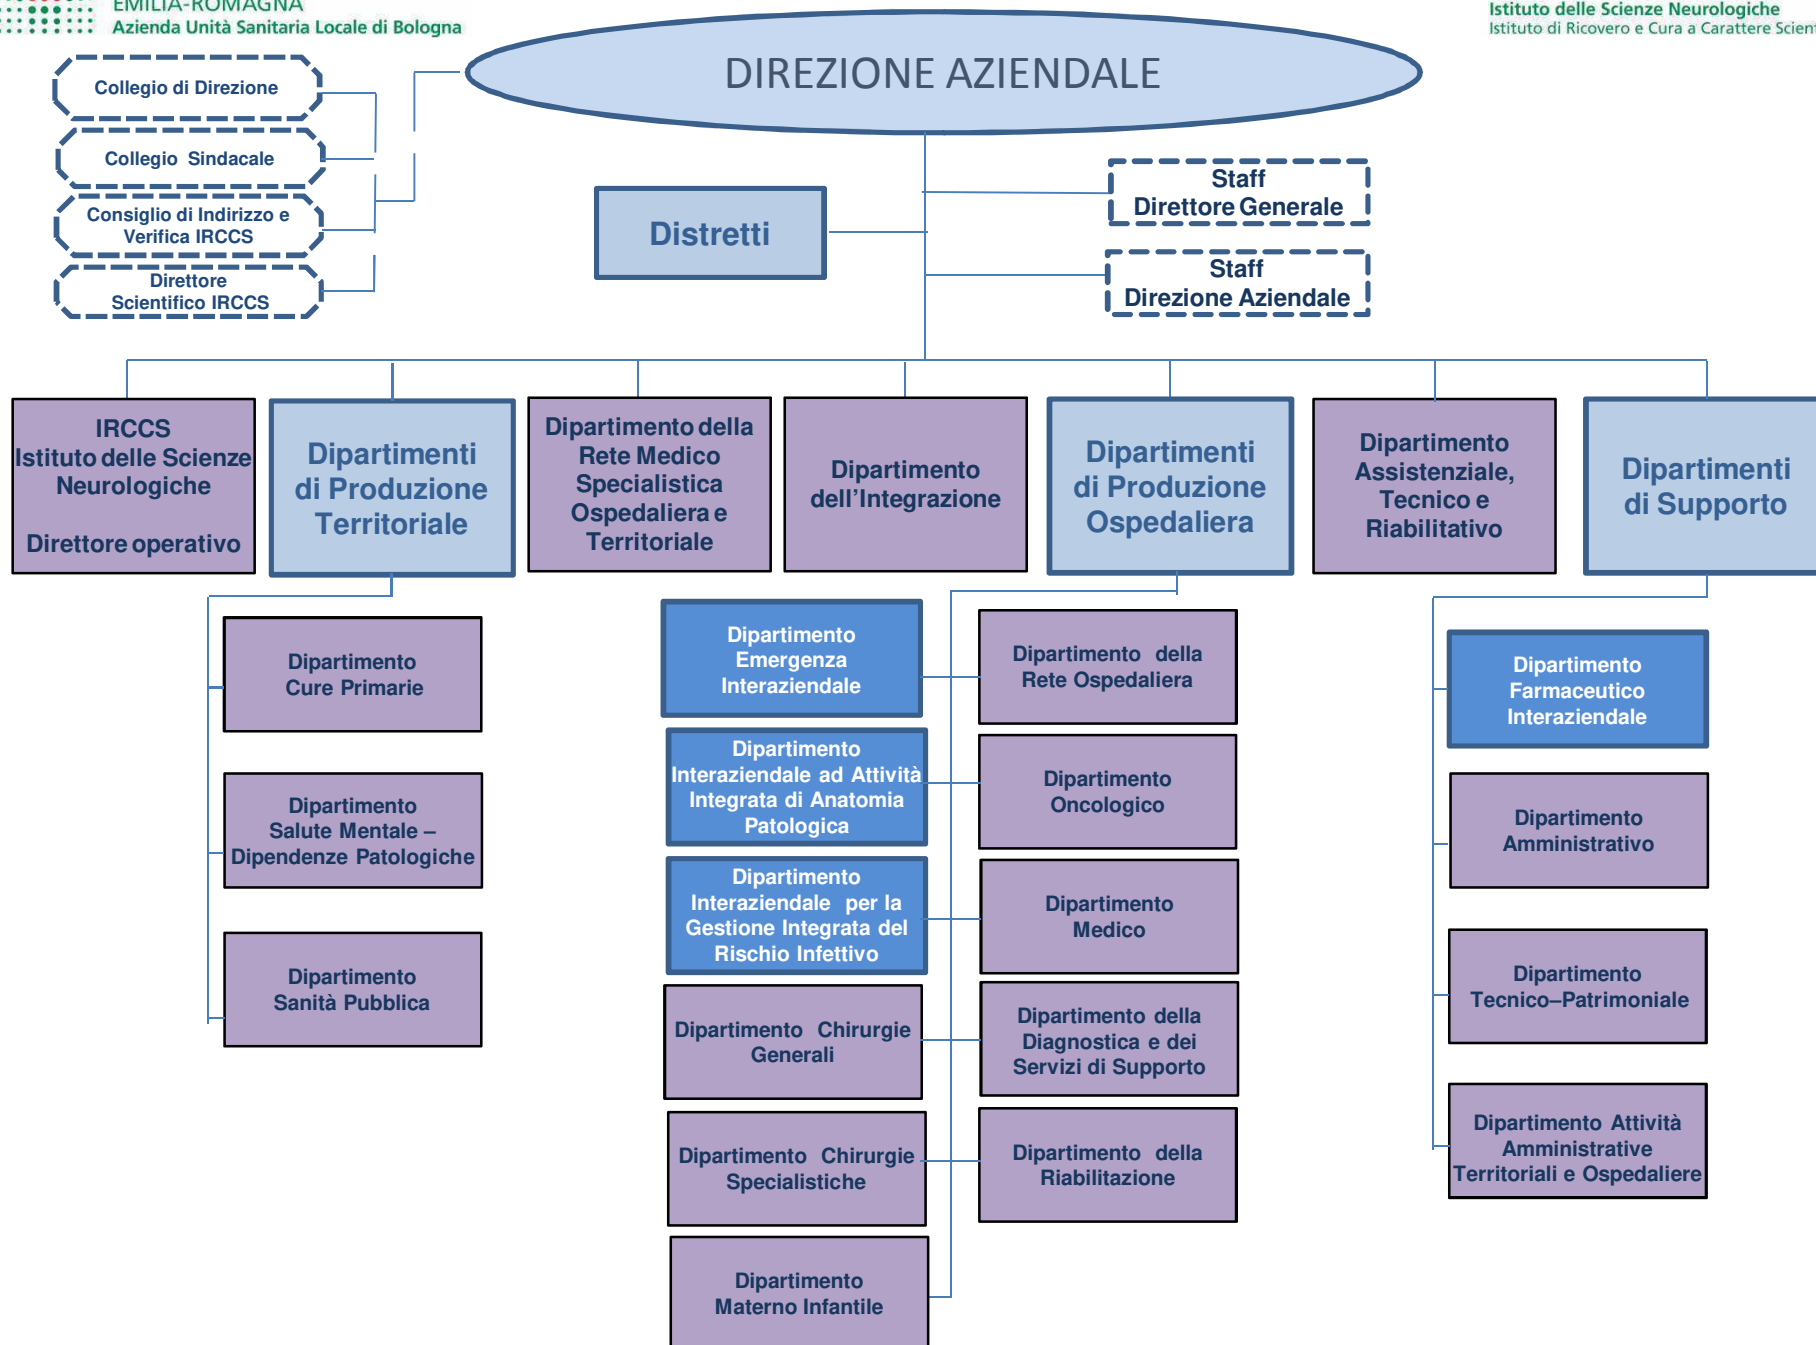 EMILIA-ROMAGNA
Azienda Unità Sanitaria Locale di Bologna
Istituto delle Scienze Neurologiche
Istituto di Ricovero e Cura a Carattere Scient
DIREZIONE AZIENDALE
Collegio di Direzione
Collegio Sindacale
Consiglio di Indirizzo e
Verifica IRCCS
Direttore
Scientifico IRCCS
Distretti
Staff
Direttore Generale
Staff
Direzione Aziendale
IRCCS
Istituto delle Scienze
Neurologiche
Direttore operativo
Dipartimenti
di Produzione
Territoriale
Dipartimento della
Rete Medico
Specialistica
Ospedaliera e
Territoriale
Dipartimento
dell’Integrazione
Dipartimenti
di Produzione
Ospedaliera
Dipartimento
Assistenziale,
Tecnico e
Riabilitativo
Dipartimenti
di Supporto
Dipartimento
Cure Primarie
Dipartimento
Salute Mentale –
Dipendenze Patologiche
Dipartimento
Sanità Pubblica
Dipartimento
Emergenza
Interaziendale
Dipartimento
Interaziendale ad Attività
Integrata di Anatomia
Patologica
Dipartimento
Interaziendale per la
Gestione Integrata del
Rischio Infettivo
Dipartimento Chirurgie
Generali
Dipartimento Chirurgie
Specialistiche
Dipartimento
Materno Infantile
Dipartimento della
Rete Ospedaliera
Dipartimento
Oncologico
Dipartimento
Medico
Dipartimento della
Diagnostica e dei
Servizi di Supporto
Dipartimento della
Riabilitazione
Dipartimento
Farmaceutico
Interaziendale
Dipartimento
Amministrativo
Dipartimento
Tecnico–Patrimoniale
Dipartimento Attività
Amministrative
Territoriali e Ospedaliere